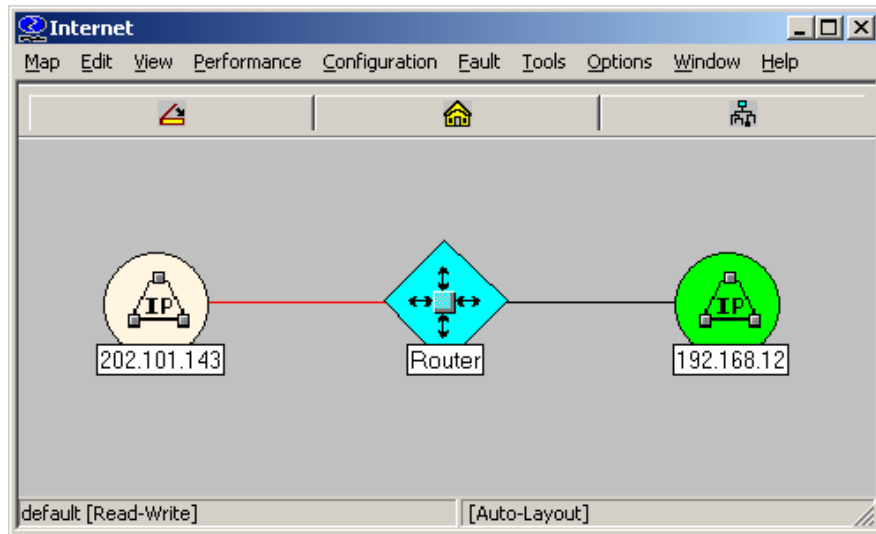 Internet
Map Edit View Performance Configuration Fault Tools Options Window Help
IP IP
202.101.143 Router 192.168.12
default [Read-Write] [Auto-Layout]